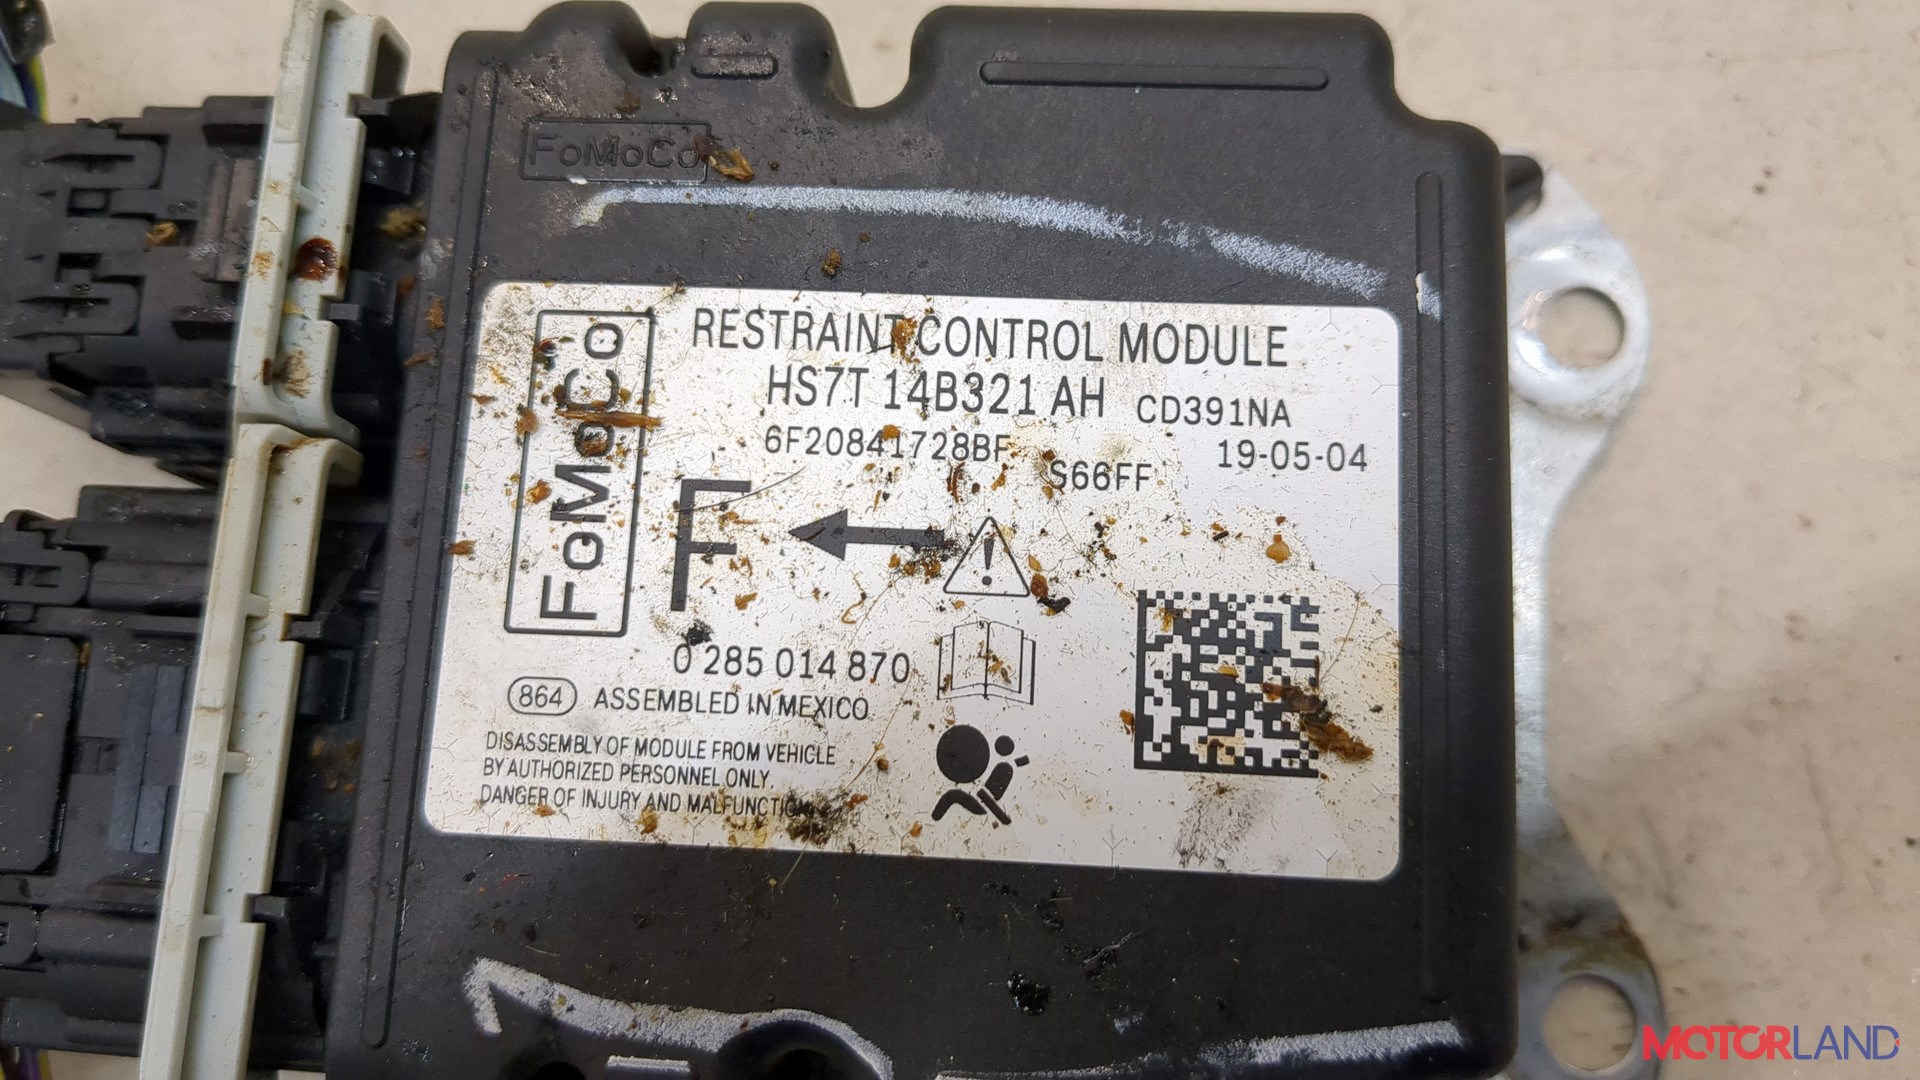 FoMoCo
RESTRAINT CONTROL MODULE
HS7T 14B321 AH CD391NA
6F20841728BF S66FF 19-05-04
FoMoCo
F
0 285 014 870
864 ASSEMBLED IN MEXICO
DISASSEMBLY OF MODULE FROM VEHICLE
BY AUTHORIZED PERSONNEL ONLY.
DANGER OF INJURY AND MALFUNCTION
MOTORLAND